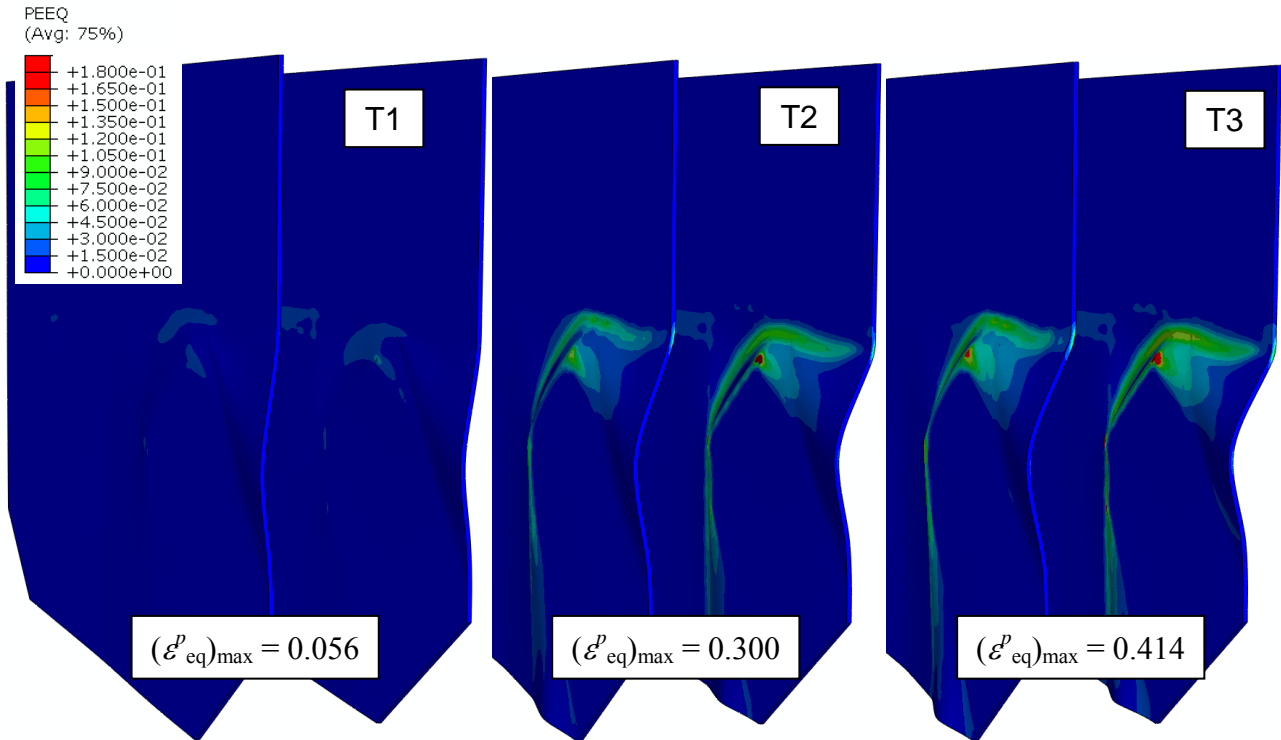 PEEQ
(Avg: 75%)
+1.800e-01
+1.650e-01
+1.500e-01
+1.350e-01
+1.200e-01
+1.050e-01
+9.000e-02
+7.500e-02
+6.000e-02
+4.500e-02
+3.000e-02
+1.500e-02
+0.000e+00
T1
T2
T3
(εᵖeq)max = 0.056
(εᵖeq)max = 0.300
(εᵖeq)max = 0.414